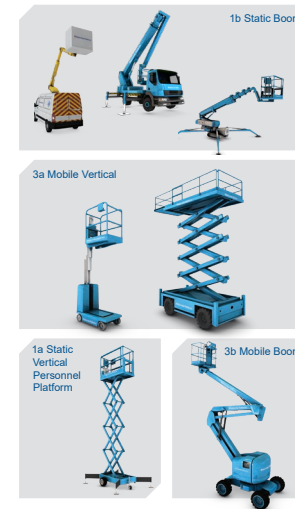 1b Static Boom
3a Mobile Vertical
1a Static
Vertical
Personnel
Platform
3b Mobile Boom